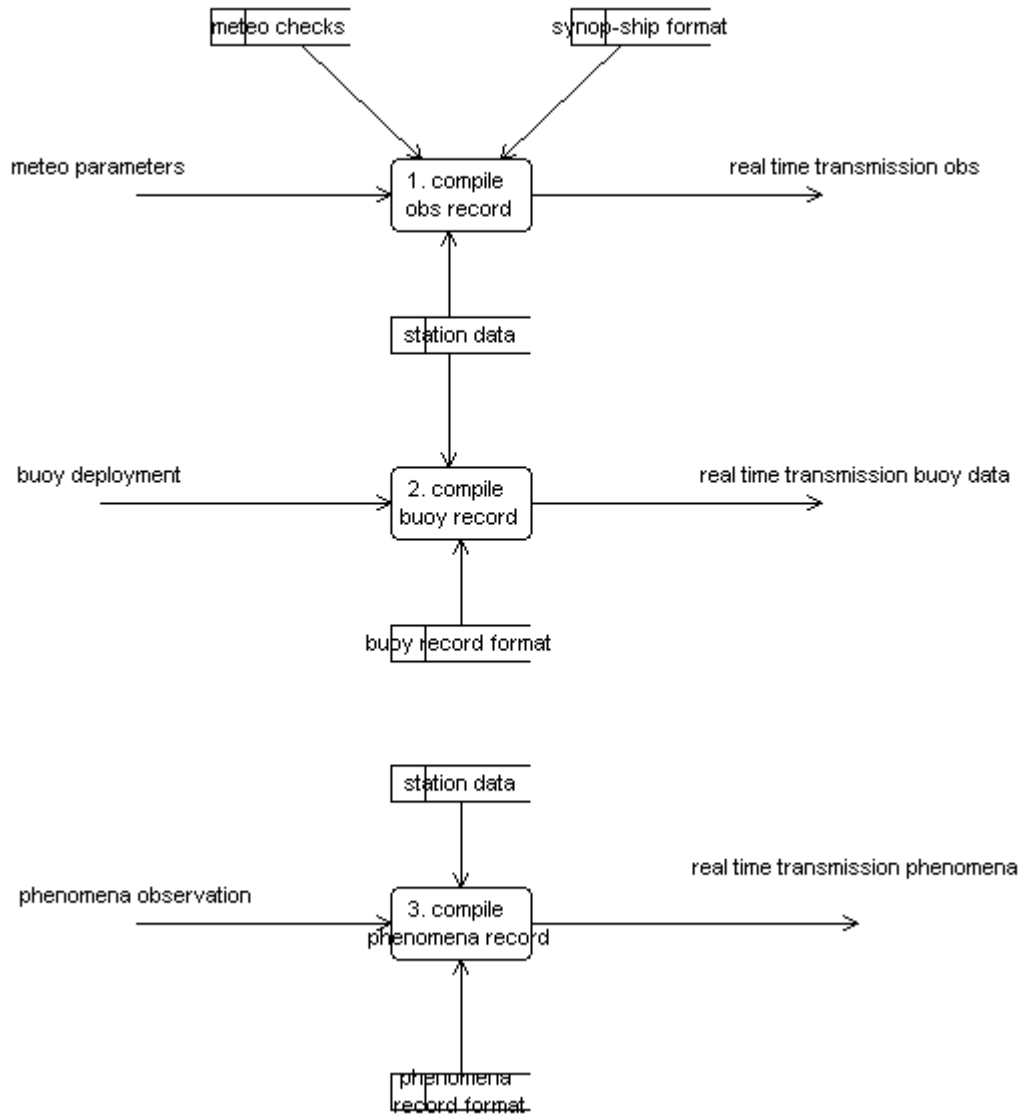 meteo checks
synop-ship format
meteo parameters
real time transmission obs
1. compile
obs record
station data
buoy deployment
real time transmission buoy data
2. compile
buoy record
buoy record format
station data
phenomena observation
real time transmission phenomena
3. compile
phenomena record
phenomena
record format